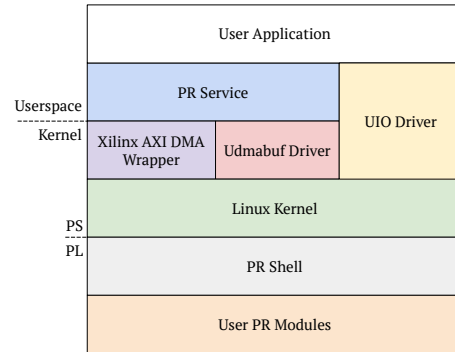 User Application
PR Service
UIO Driver
Userspace
Kernel
Xilinx AXI DMA
Wrapper
Udmabuf Driver
Linux Kernel
PS
PL
PR Shell
User PR Modules